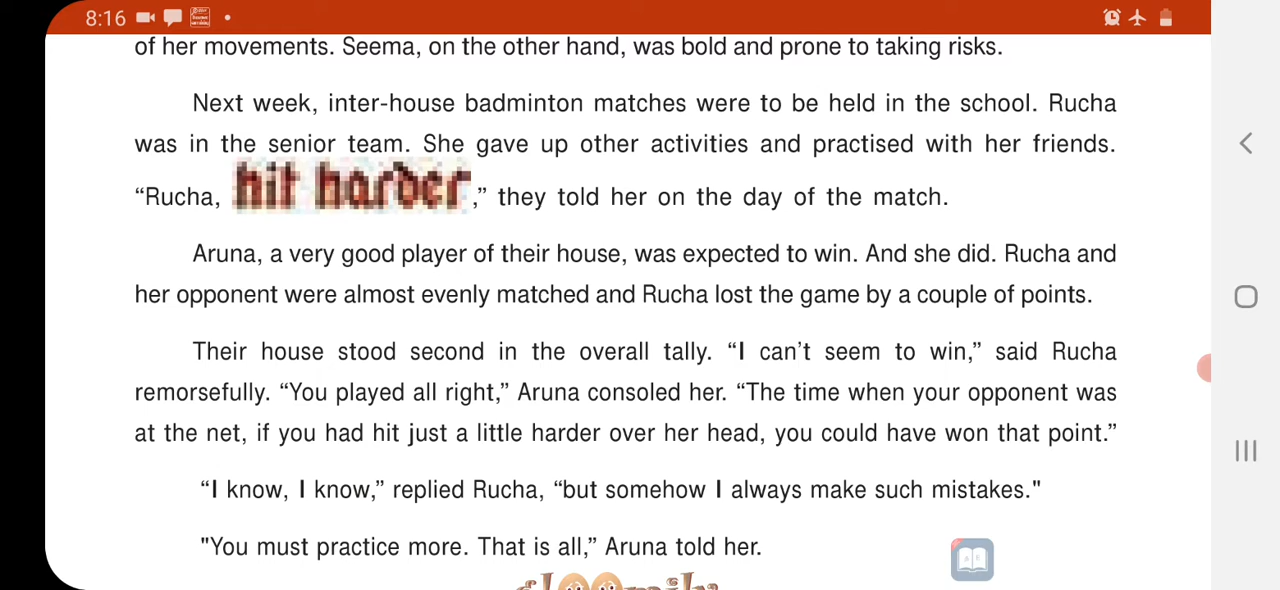 8:16
of her movements. Seema, on the other hand, was bold and prone to taking risks.
Next week, inter-house badminton matches were to be held in the school. Rucha
was in the senior team. She gave up other activities and practised with her friends.
“Rucha, hit harder,” they told her on the day of the match.
Aruna, a very good player of their house, was expected to win. And she did. Rucha and
her opponent were almost evenly matched and Rucha lost the game by a couple of points.
Their house stood second in the overall tally. “I can’t seem to win,” said Rucha
remorsefully. “You played all right,” Aruna consoled her. “The time when your opponent was
at the net, if you had hit just a little harder over her head, you could have won that point.”
“I know, I know,” replied Rucha, “but somehow I always make such mistakes."
"You must practice more. That is all,” Aruna told her.
gloomily